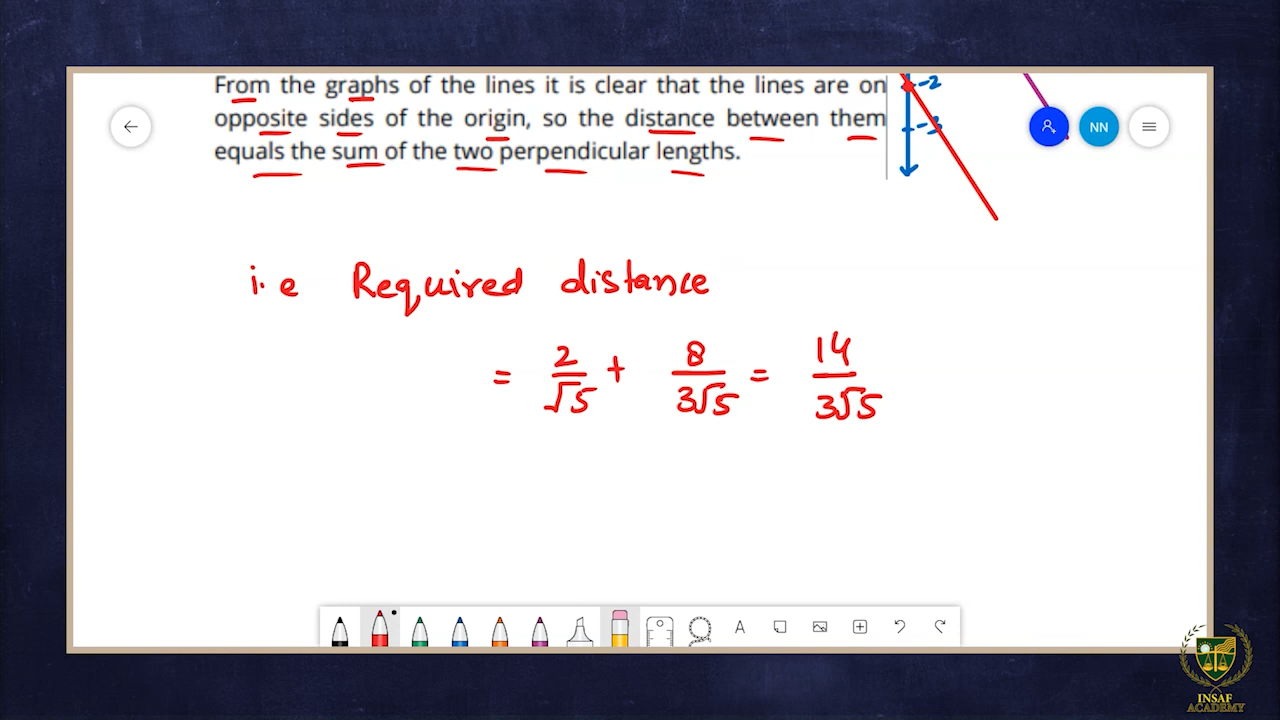 From the graphs of the lines it is clear that the lines are on
opposite sides of the origin, so the distance between them
equals the sum of the two perpendicular lengths.
-2
-3
NN
i.e Required distance
= 2/√5 + 8/3√5 = 14/3√5
A
INSAF
ACADEMY